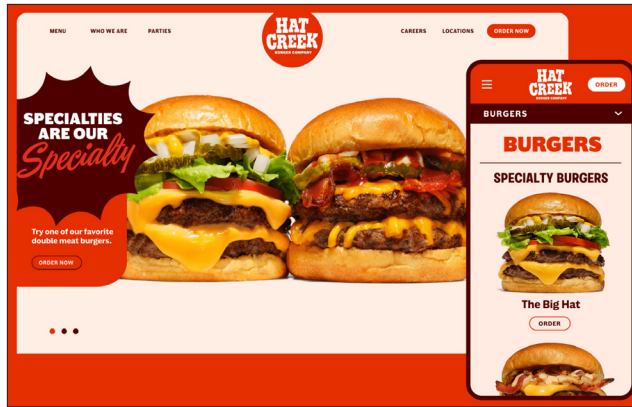 MENU
WHO WE ARE
PARTIES
HAT
CREEK
BURGER COMPANY
CAREERS
LOCATIONS
ORDER NOW
SPECIALTIES
ARE OUR
Specialty
Try one of our favorite
double meat burgers.
ORDER NOW
HAT
CREEK
BURGER COMPANY
ORDER
BURGERS
BURGERS
SPECIALTY BURGERS
The Big Hat
ORDER